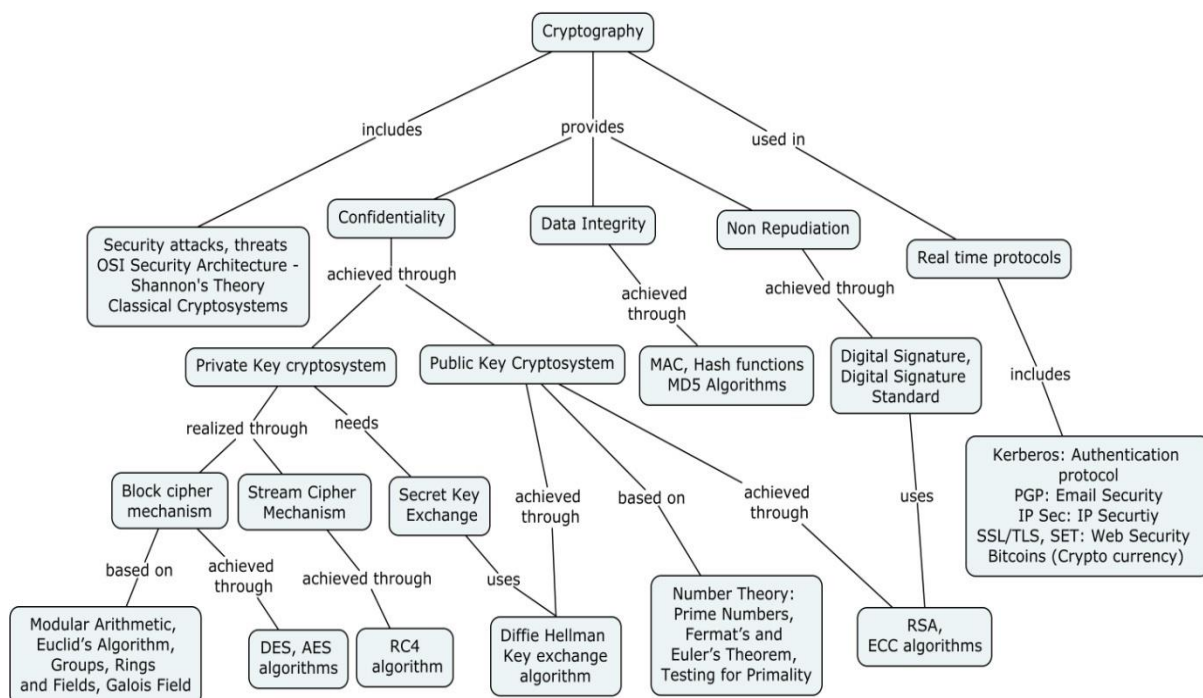 Cryptography
includes
provides
used in
Confidentiality
Data Integrity
Non Repudiation
Security attacks, threats
OSI Security Architecture -
Shannon's Theory
Classical Cryptosystems
Real time protocols
achieved through
achieved
through
achieved through
Private Key cryptosystem
Public Key Cryptosystem
MAC, Hash functions
MD5 Algorithms
Digital Signature,
Digital Signature
Standard
includes
realized through
needs
Block cipher
mechanism
Stream Cipher
Mechanism
Secret Key
Exchange
achieved
through
based on
achieved
through
uses
Kerberos: Authentication
protocol
PGP: Email Security
IP Sec: IP Securtiy
SSL/TLS, SET: Web Security
Bitcoins (Crypto currency)
based on
achieved
through
achieved through
uses
Modular Arithmetic,
Euclid’s Algorithm,
Groups, Rings
and Fields, Galois Field
DES, AES
algorithms
RC4
algorithm
Diffie Hellman
Key exchange
algorithm
Number Theory:
Prime Numbers,
Fermat’s and
Euler’s Theorem,
Testing for Primality
RSA,
ECC algorithms